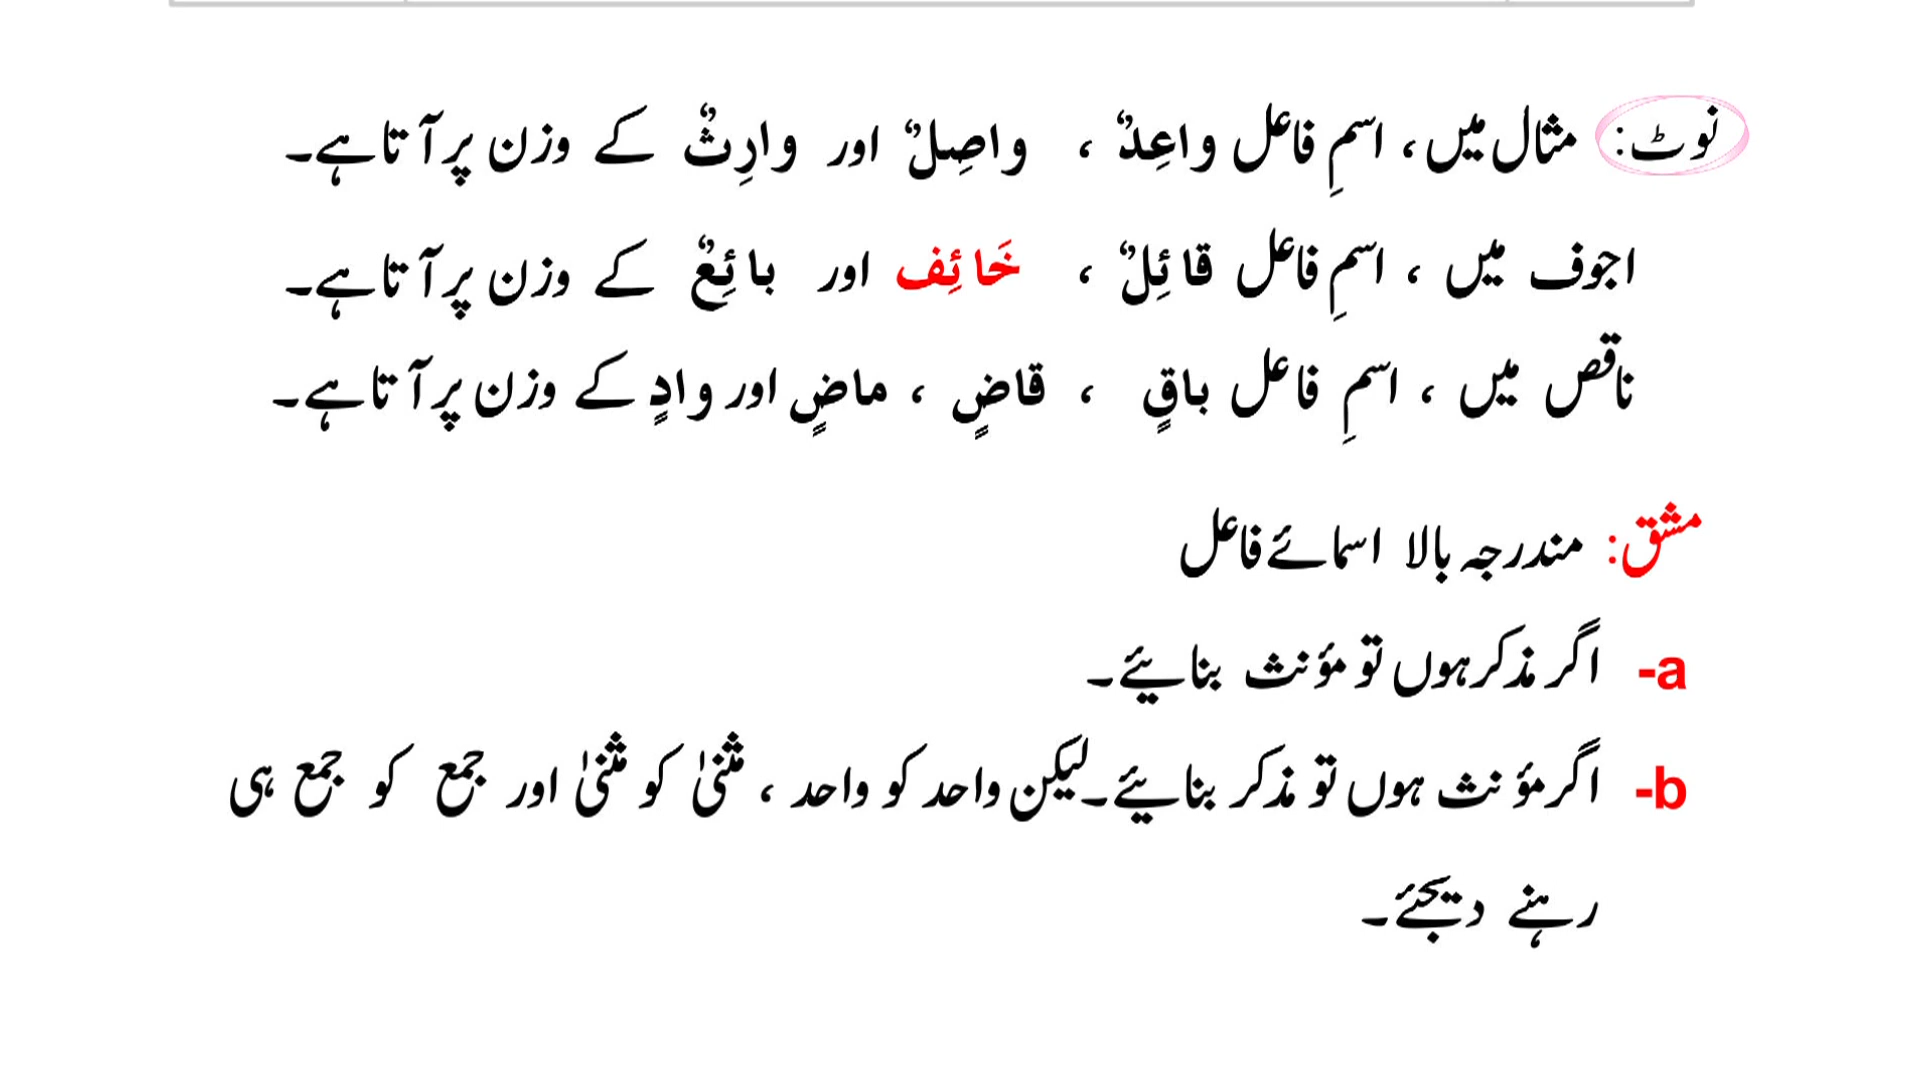 نوٹ: مثال میں، اسمِ فاعل واعِدٌ ، واصِلٌ اور وارِثٌ کے وزن پر آتا ہے۔
اجوف میں ، اسمِ فاعل قائِلٌ ، خَائِف اور بائِعٌ کے وزن پر آتا ہے۔
ناقص میں ، اسمِ فاعل باقٍ ، قاضٍ ، ماضٍ اور وادٍ کے وزن پر آتا ہے۔
مشق: مندرجہ بالا اسمائے فاعل
a- اگر مذکر ہوں تو مؤنث بنایئے۔
b- اگر مؤنث ہوں تو مذکر بنایئے۔ لیکن واحد کو واحد ، مثنیٰ کو مثنیٰ اور جمع کو جمع ہی
رہنے دیجئے۔